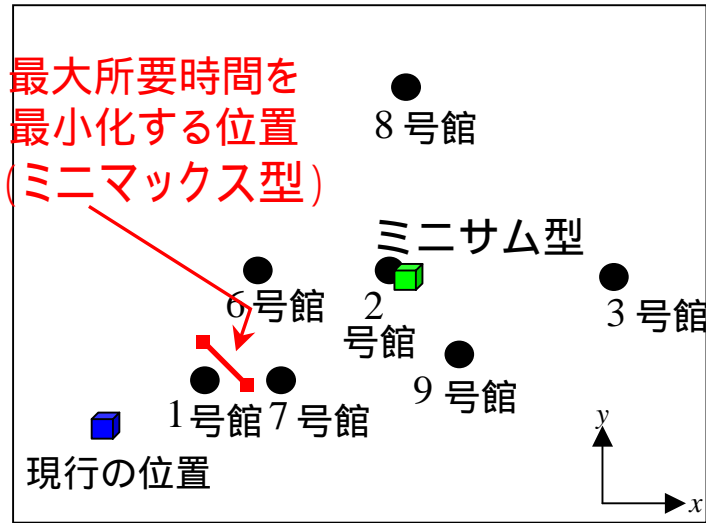 最大所要時間を
最小化する位置
(ミニマックス型)
8 号館
ミニサム型
6号館
2
号館
3 号館
9 号館
1号館
7 号館
現行の位置
y
x